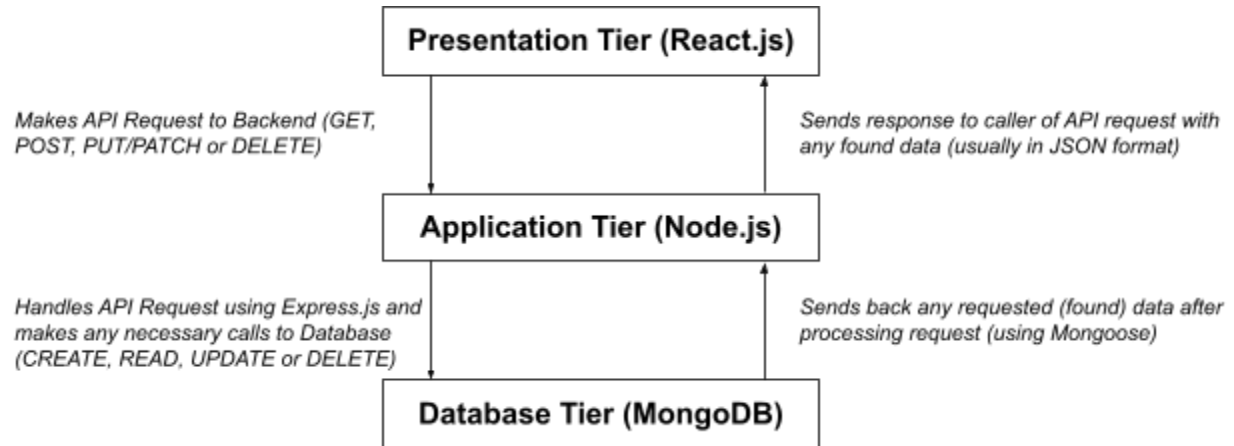 Presentation Tier (React.js)
Makes API Request to Backend (GET,
POST, PUT/PATCH or DELETE)
Sends response to caller of API request with
any found data (usually in JSON format)
Application Tier (Node.js)
Handles API Request using Express.js and
makes any necessary calls to Database
(CREATE, READ, UPDATE or DELETE)
Sends back any requested (found) data after
processing request (using Mongoose)
Database Tier (MongoDB)